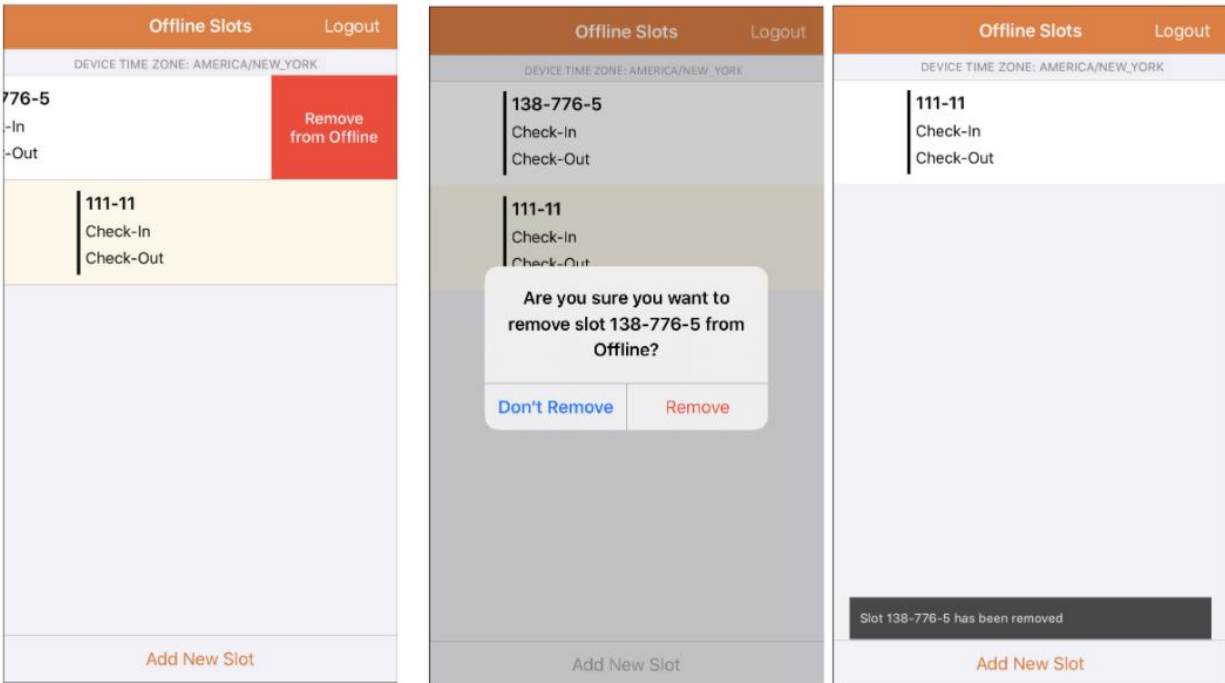 Offline Slots Logout
DEVICE TIME ZONE: AMERICA/NEW_YORK
776-5
-In
-Out
Remove
from Offline
111-11
Check-In
Check-Out
Add New Slot
Offline Slots Logout
DEVICE TIME ZONE: AMERICA/NEW_YORK
138-776-5
Check-In
Check-Out
111-11
Check-In
Check-Out
Are you sure you want to
remove slot 138-776-5 from
Offline?
Don't Remove Remove
Add New Slot
Offline Slots Logout
DEVICE TIME ZONE: AMERICA/NEW_YORK
111-11
Check-In
Check-Out
Slot 138-776-5 has been removed
Add New Slot